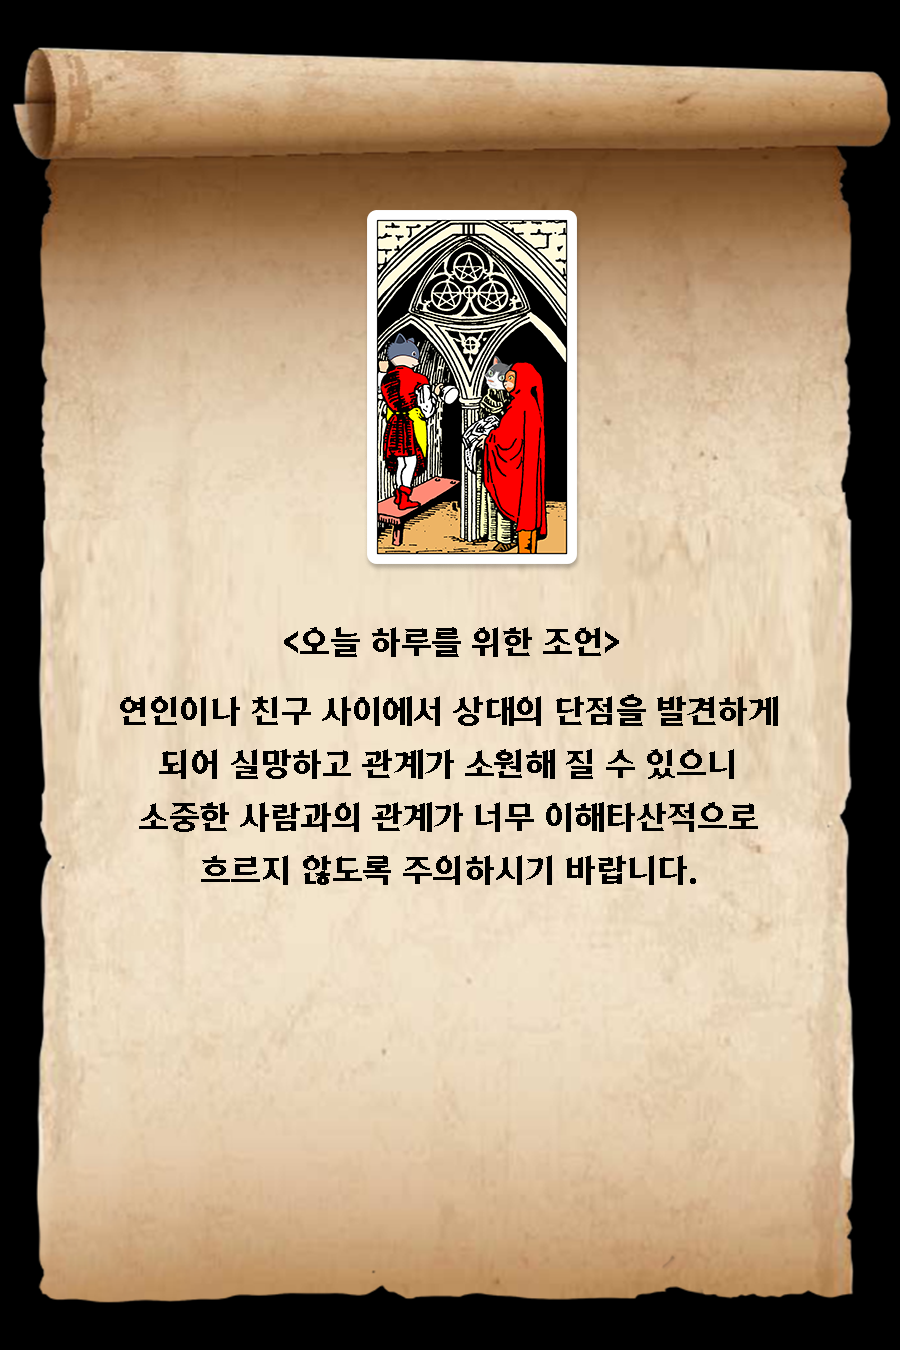 <오늘 하루를 위한 조언>
연인이나 친구 사이에서 상대의 단점을 발견하게
되어 실망하고 관계가 소원해 질 수 있으니
소중한 사람과의 관계가 너무 이해타산적으로
흐르지 않도록 주의하시기 바랍니다.